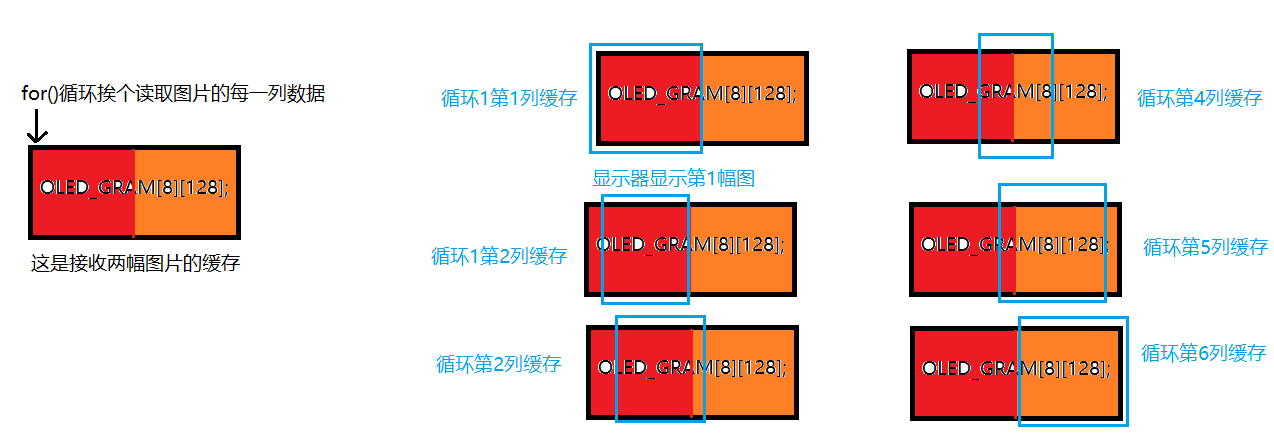 for()循环挨个读取图片的每一列数据
OLED_GRAM[8][128];
这是接收两幅图片的缓存
循环1第1列缓存
OLED_GRAM[8][128];
显示器显示第1幅图
循环1第2列缓存
OLED_GRAM[8][128];
循环第2列缓存
OLED_GRAM[8][128];
OLED_GRAM[8][128];
循环第4列缓存
OLED_GRAM[8][128];
循环第5列缓存
OLED_GRAM[8][128];
循环第6列缓存